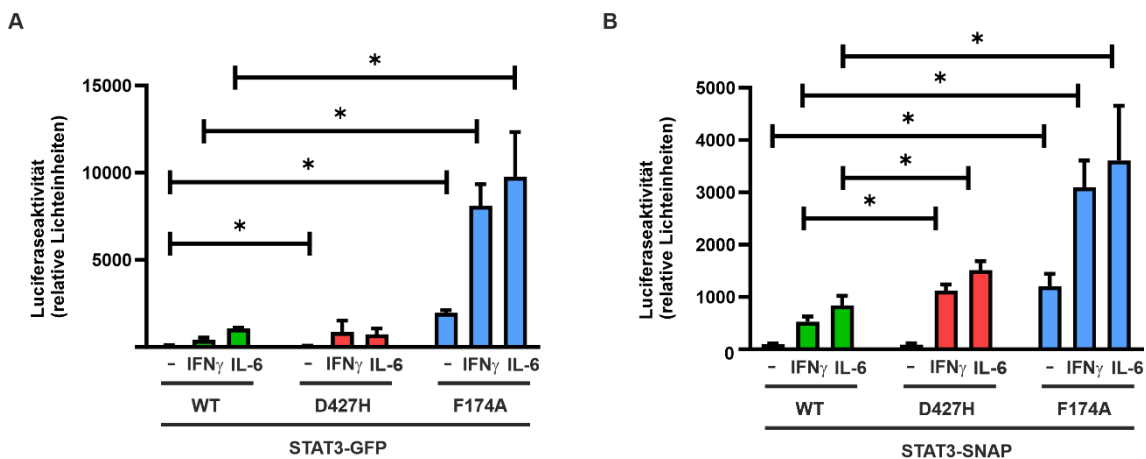 A
Luciferaseaktivität
(relative Lichteinheiten)
15000
10000
5000
*
*
*
*
– IFNγ IL-6 – IFNγ IL-6 – IFNγ IL-6
WT D427H F174A
STAT3-GFP
B
Luciferaseaktivität
(relative Lichteinheiten)
5000
4000
3000
2000
1000
0
*
*
*
*
*
– IFNγ IL-6 – IFNγ IL-6 – IFNγ IL-6
WT D427H F174A
STAT3-SNAP